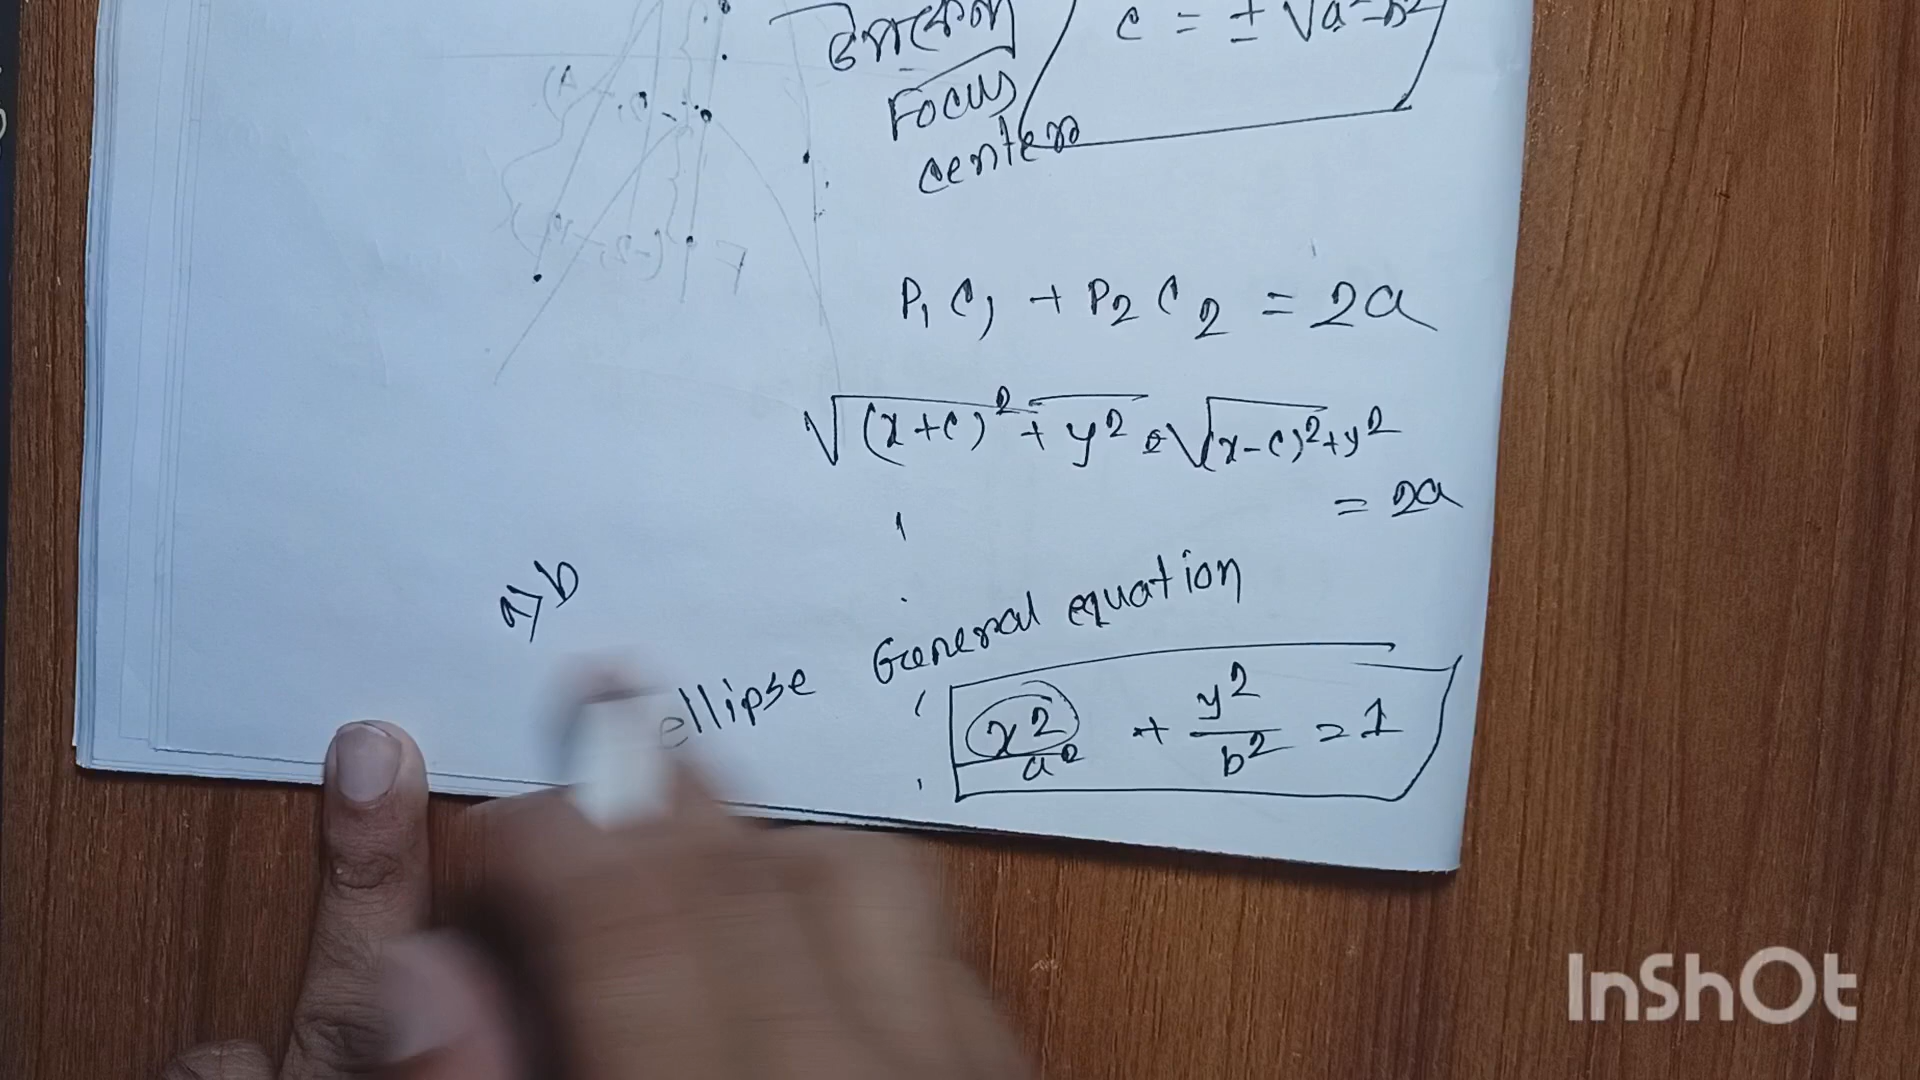 উপকেন্দ্র
Focus
center
c = ± √a²-b²
P₁C₁ + P₂C₂ = 2a
√(x+c)²+y² √(x-c)²+y²
= 2a
a>b
ellipse General equation
x²/a² + y²/b² = 1
InShOt